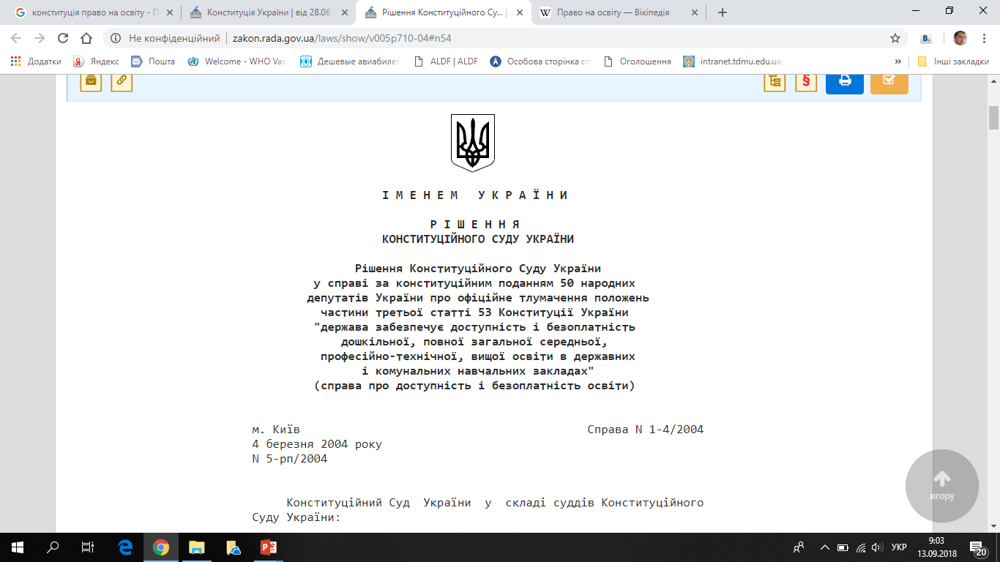 конституція право на освіту - П
Конституція України | від 28.06.
Рішення Конституційного Су... |
Право на освіту — Вікіпедія
Не конфіденційний | zakon.rada.gov.ua/laws/show/v005p710-04#n54
B.
Додатки
Яндекс
Пошта
Welcome - WHO Vac
Дешевые авиабилет
ALDF | ALDF
Особова сторінка сп
Оголошення
intranet.tdmu.edu.ua
»
Інші закладки
§
І М Е Н Е М У К Р А Ї Н И
Р І Ш Е Н Н Я
КОНСТИТУЦІЙНОГО СУДУ УКРАЇНИ
Рішення Конституційного Суду України
у справі за конституційним поданням 50 народних
депутатів України про офіційне тлумачення положень
частини третьої статті 53 Конституції України
"держава забезпечує доступність і безоплатність
дошкільної, повної загальної середньої,
професійно-технічної, вищої освіти в державних
і комунальних навчальних закладах"
(справа про доступність і безоплатність освіти)
м. Київ Справа N 1-4/2004
4 березня 2004 року
N 5-рп/2004
Конституційний Суд України у складі суддів Конституційного
Суду України:
вгору
УКР
9:03
13.09.2018
20